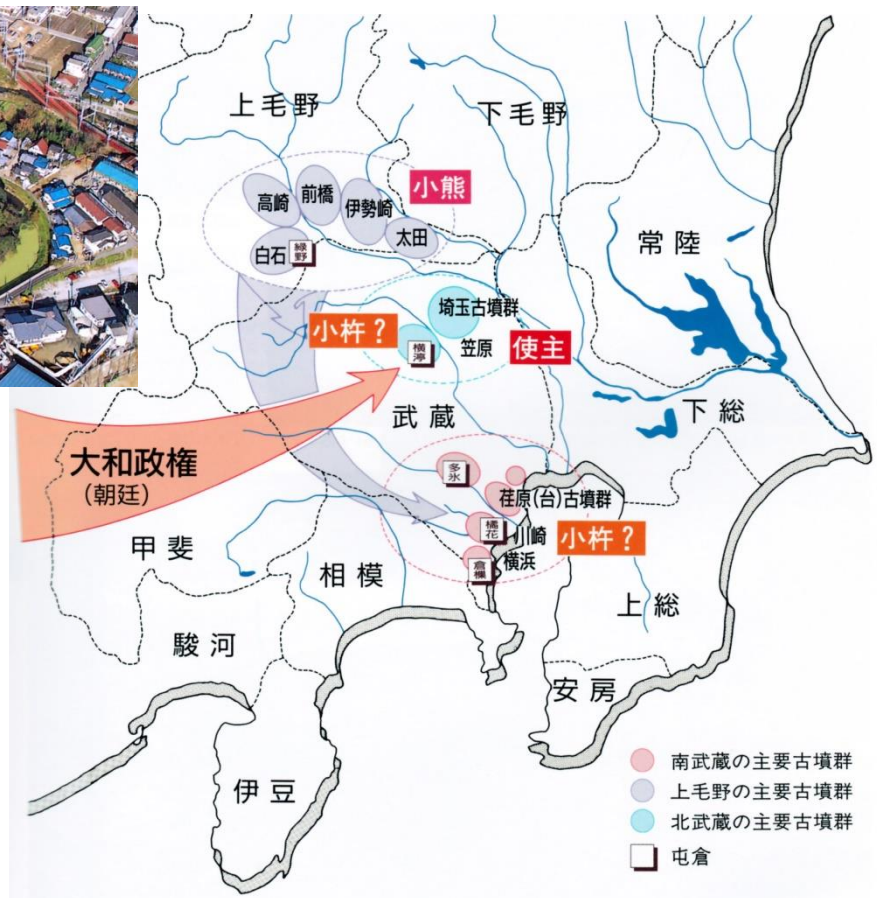 上毛野
下毛野
高崎
前橋
伊勢崎
太田
白石
緑野
小熊
常陸
埼玉古墳群
小杵？
横渟
笠原
使主
武蔵
下総
大和政権
（朝廷）
多氷
荏原（台）古墳群
橘花
川崎
小杵？
倉樔
横浜
甲斐
相模
上総
駿河
安房
伊豆
南武蔵の主要古墳群
上毛野の主要古墳群
北武蔵の主要古墳群
屯倉